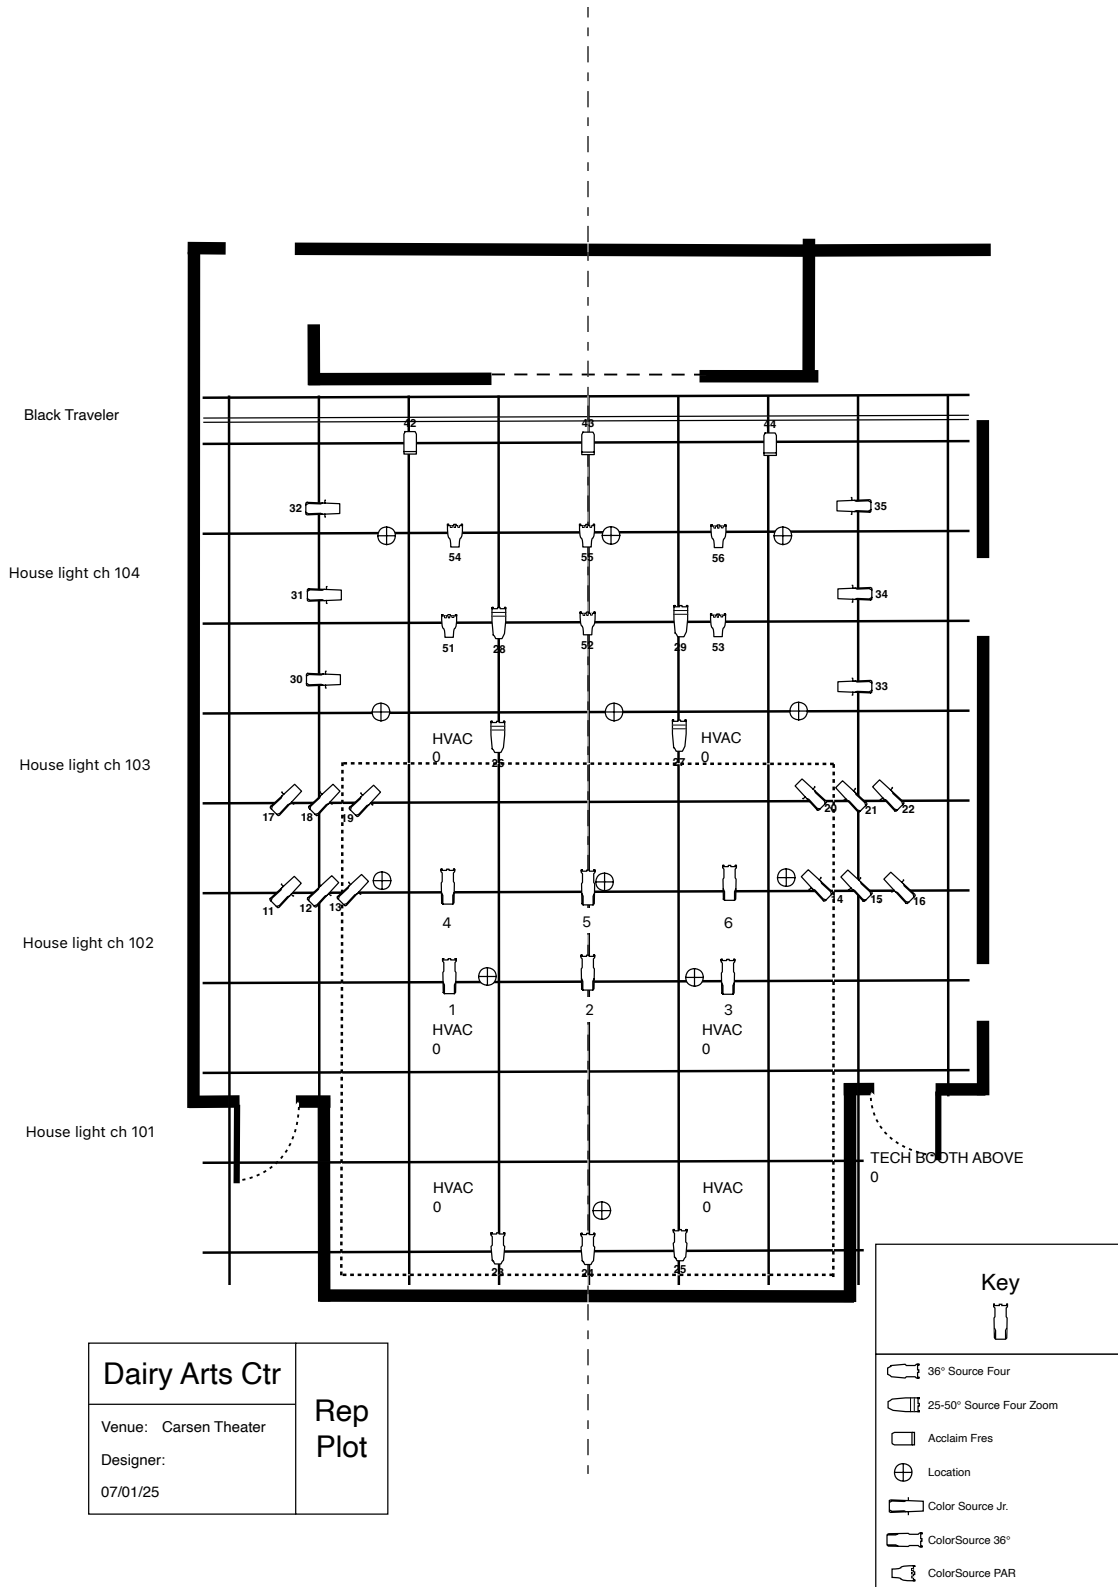 Black Traveler
42 43 44
32 35
54 55 56
House light ch 104
31 34
51 28 52 29 53
30 33
HVAC HVAC
0 0
26 27
House light ch 103
17 18 19 20 21 22
11 12 13 14 15 16
4 5 6
House light ch 102
1 2 3
HVAC HVAC
0 0
House light ch 101
TECH BOOTH ABOVE
0
HVAC HVAC
0 0
23 24 25
Key
36° Source Four
25-50° Source Four Zoom
Acclaim Fres
Location
Color Source Jr.
ColorSource 36°
ColorSource PAR
Dairy Arts Ctr
Venue: Carsen Theater
Designer:
07/01/25
Rep
Plot